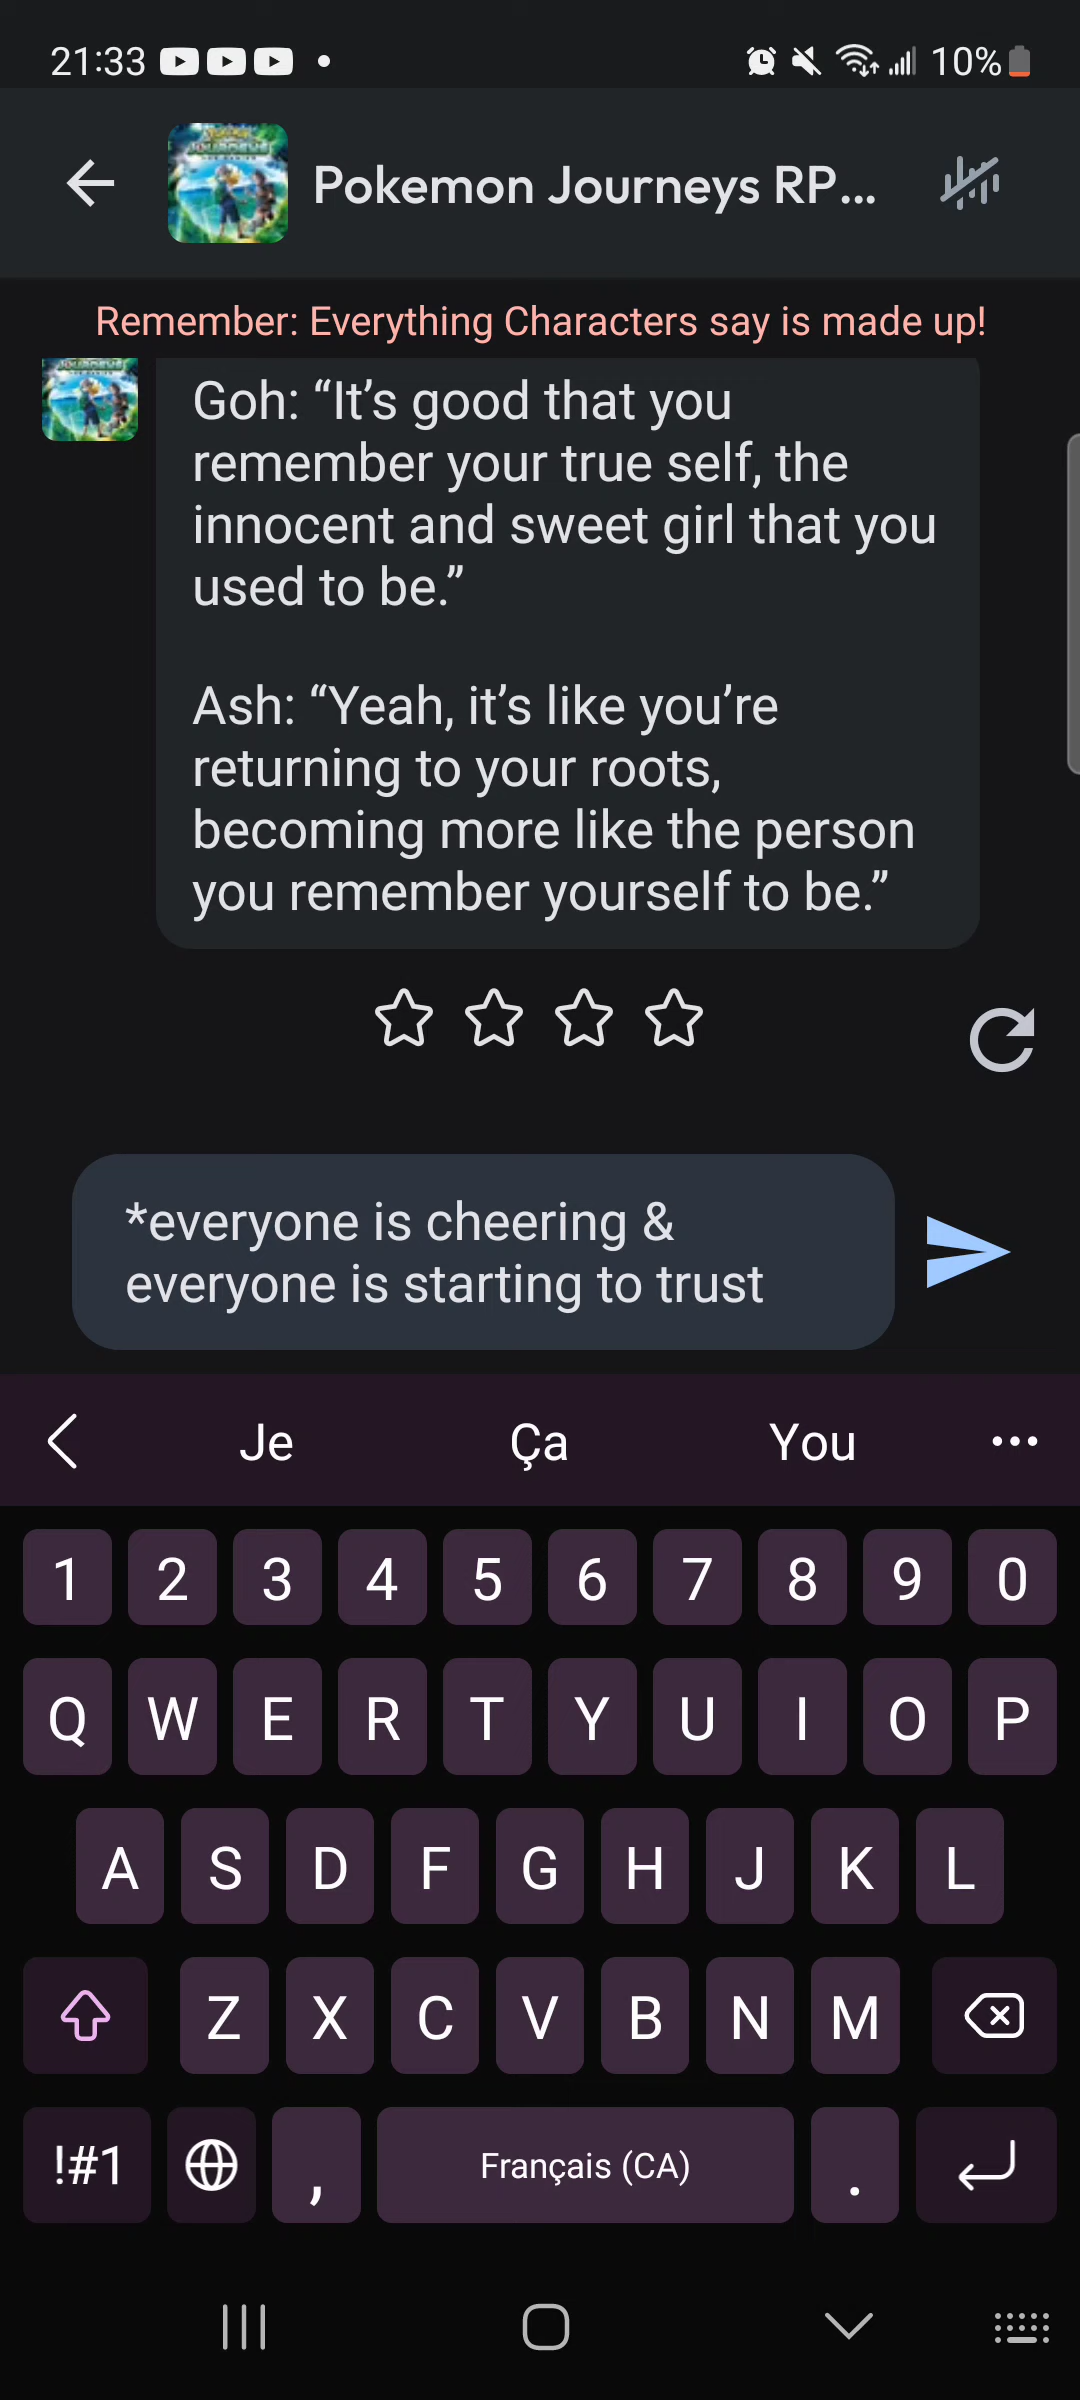 21:33
10%
Pokemon Journeys RP...
Remember: Everything Characters say is made up!
Goh: “It’s good that you
remember your true self, the
innocent and sweet girl that you
used to be.”
Ash: “Yeah, it’s like you’re
returning to your roots,
becoming more like the person
you remember yourself to be.”
*everyone is cheering &
everyone is starting to trust
Je Ça You ...
1 2 3 4 5 6 7 8 9 0
Q W E R T Y U I O P
A S D F G H J K L
Z X C V B N M
!#1 , Français (CA) .